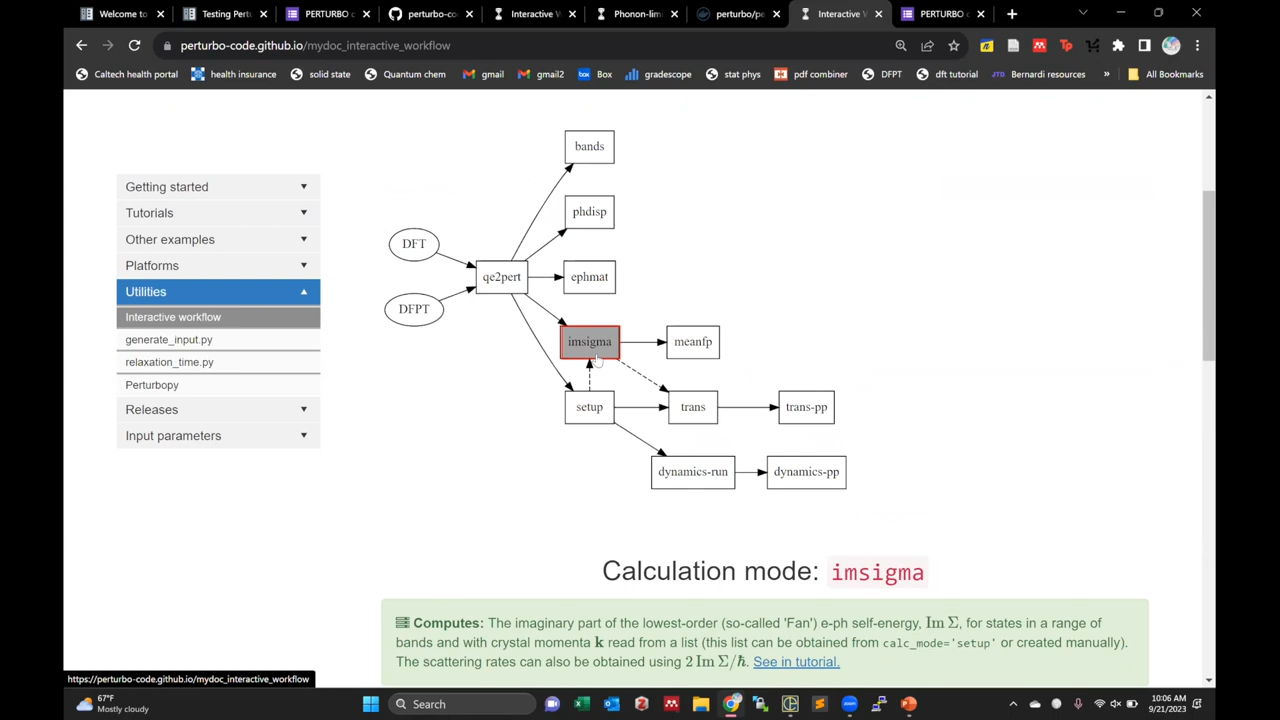 Welcome to
Testing Pertu
PERTURBO c
perturbo-co
Interactive W
Phonon-limi
perturbo/pe
Interactive W
PERTURBO c
perturbo-code.github.io/mydoc_interactive_workflow
Caltech health portal
health insurance
solid state
Quantum chem
gmail
gmail2
Box
gradescope
stat phys
pdf combiner
DFPT
dft tutorial
JTD
Bernardi resources
»
All Bookmarks
Getting started
Tutorials
Other examples
Platforms
Utilities
Interactive workflow
generate_input.py
relaxation_time.py
Perturbopy
Releases
Input parameters
bands
phdisp
DFT
qe2pert
ephmat
DFPT
imsigma
meanfp
setup
trans
trans-pp
dynamics-run
dynamics-pp
Calculation mode: imsigma
Computes: The imaginary part of the lowest-order (so-called 'Fan') e-ph self-energy, Im Σ, for states in a range of
bands and with crystal momenta k read from a list (this list can be obtained from calc_mode='setup' or created manually).
The scattering rates can also be obtained using 2 Im Σ/ℏ. See in tutorial.
https://perturbo-code.github.io/mydoc_interactive_workflow
67°F
Mostly cloudy
Search
10:06 AM
9/21/2023